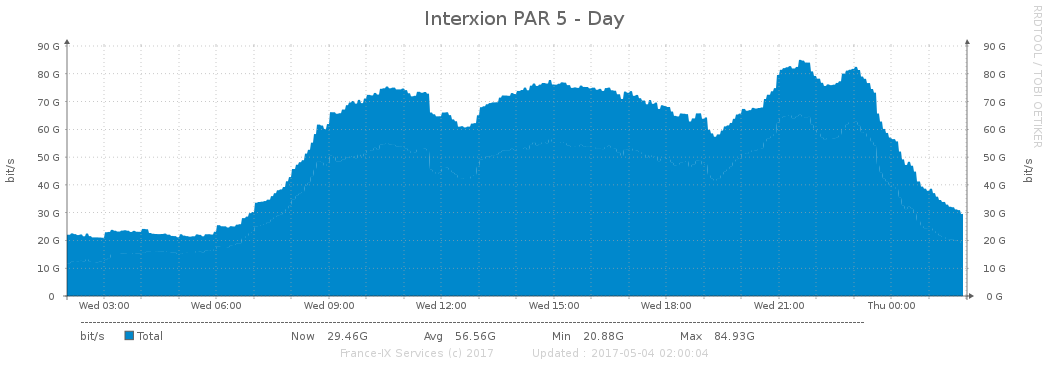 Interxion PAR 5 - Day
RRDTOOL / TOBI OETIKER
bit/s
bit/s
90 G 90 G
80 G 80 G
70 G 70 G
60 G 60 G
50 G 50 G
40 G 40 G
30 G 30 G
20 G 20 G
10 G 10 G
0 0 G
Wed 03:00 Wed 06:00 Wed 09:00 Wed 12:00 Wed 15:00 Wed 18:00 Wed 21:00 Thu 00:00
bit/s Total Now 29.46G Avg 56.56G Min 20.88G Max 84.93G
France-IX Services (c) 2017 Updated : 2017-05-04 02:00:04